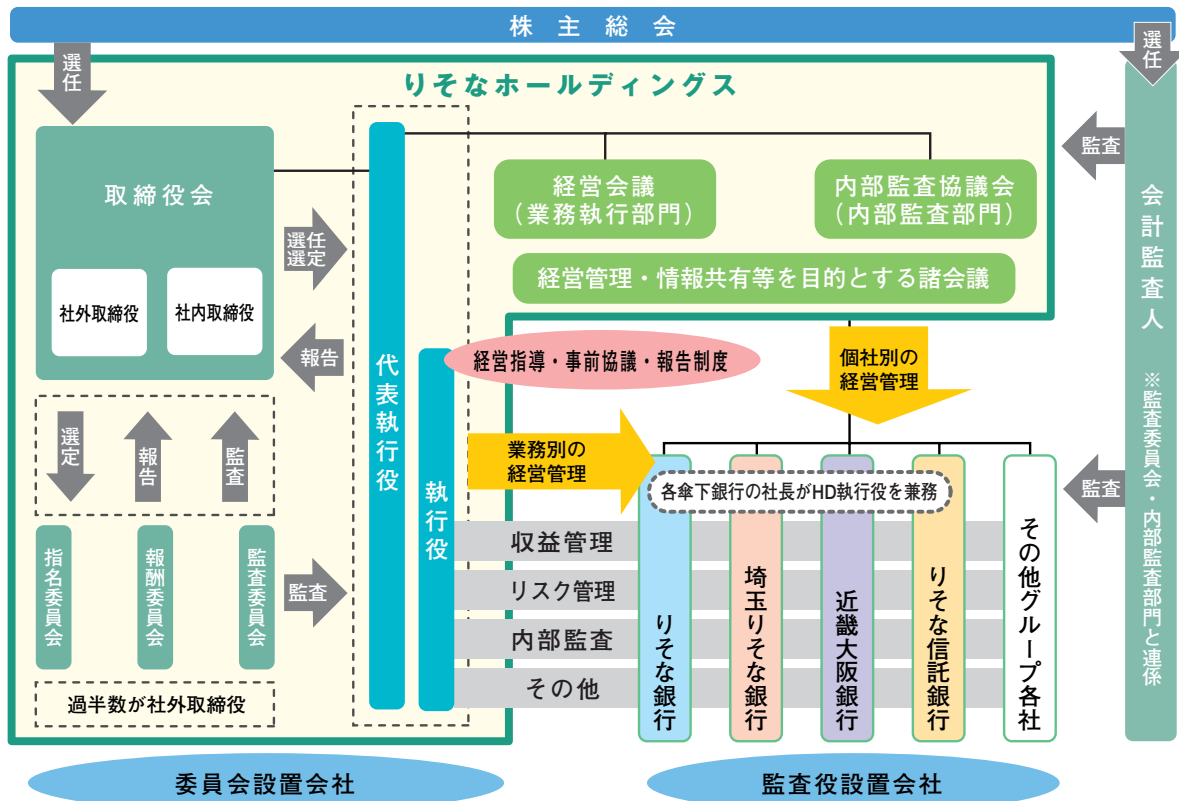 株主総会
選任
選任
りそなホールディングス
取締役会
社外取締役
社内取締役
選任
選定
報告
選定
報告
監査
指名委員会
報酬委員会
監査委員会
監査
過半数が社外取締役
代表執行役
執行役
経営会議
(業務執行部門)
内部監査協議会
(内部監査部門)
経営管理・情報共有等を目的とする諸会議
経営指導・事前協議・報告制度
個社別の
経営管理
業務別の
経営管理
各傘下銀行の社長がHD執行役を兼務
収益管理
リスク管理
内部監査
その他
りそな銀行
埼玉りそな銀行
近畿大阪銀行
りそな信託銀行
その他グループ各社
監査
監査
会計監査人
※監査委員会・内部監査部門と連係
委員会設置会社
監査役設置会社